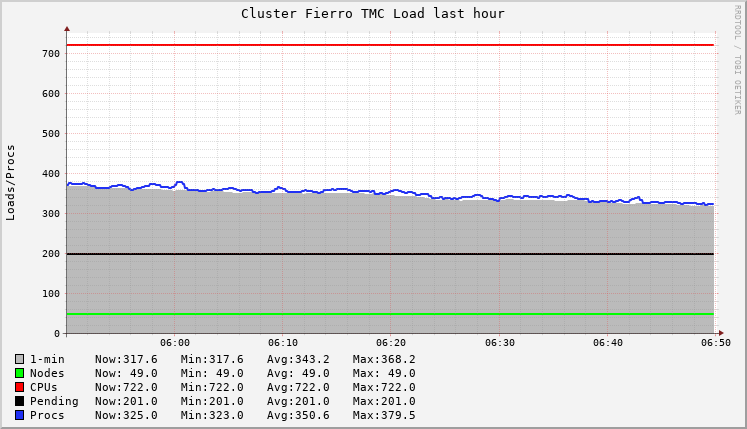 Cluster Fierro TMC Load last hour
RRDTOOL / TOBI OETIKER
Loads/Procs
700
600
500
400
300
200
100
0
06:00 06:10 06:20 06:30 06:40 06:50
1-min Now:317.6 Min:317.6 Avg:343.2 Max:368.2
Nodes Now: 49.0 Min: 49.0 Avg: 49.0 Max: 49.0
CPUs Now:722.0 Min:722.0 Avg:722.0 Max:722.0
Pending Now:201.0 Min:201.0 Avg:201.0 Max:201.0
Procs Now:325.0 Min:323.0 Avg:350.6 Max:379.5